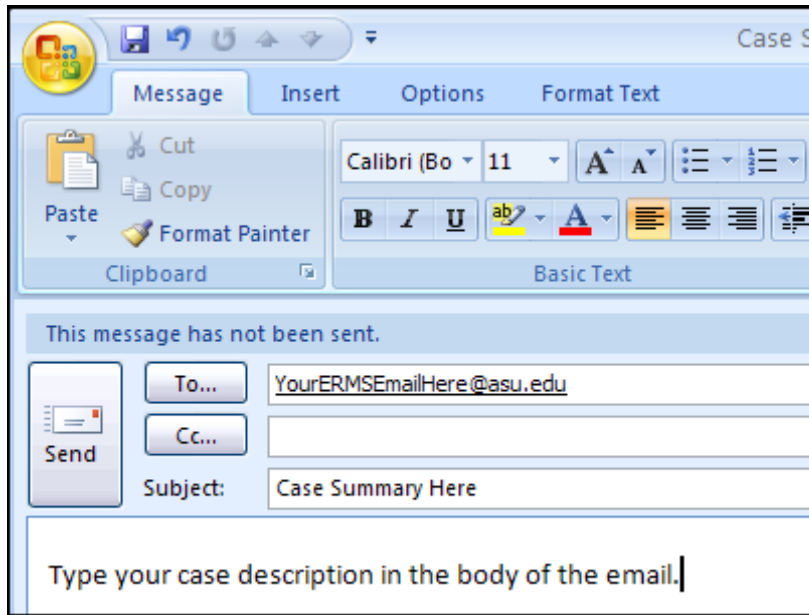 Case S
Message Insert Options Format Text
Cut
Copy
Paste
Format Painter
Clipboard
Calibri (Bo 11
B I U ab A
Basic Text
This message has not been sent.
To... YourERMSEmailHere@asu.edu
Cc...
Send
Subject: Case Summary Here
Type your case description in the body of the email.